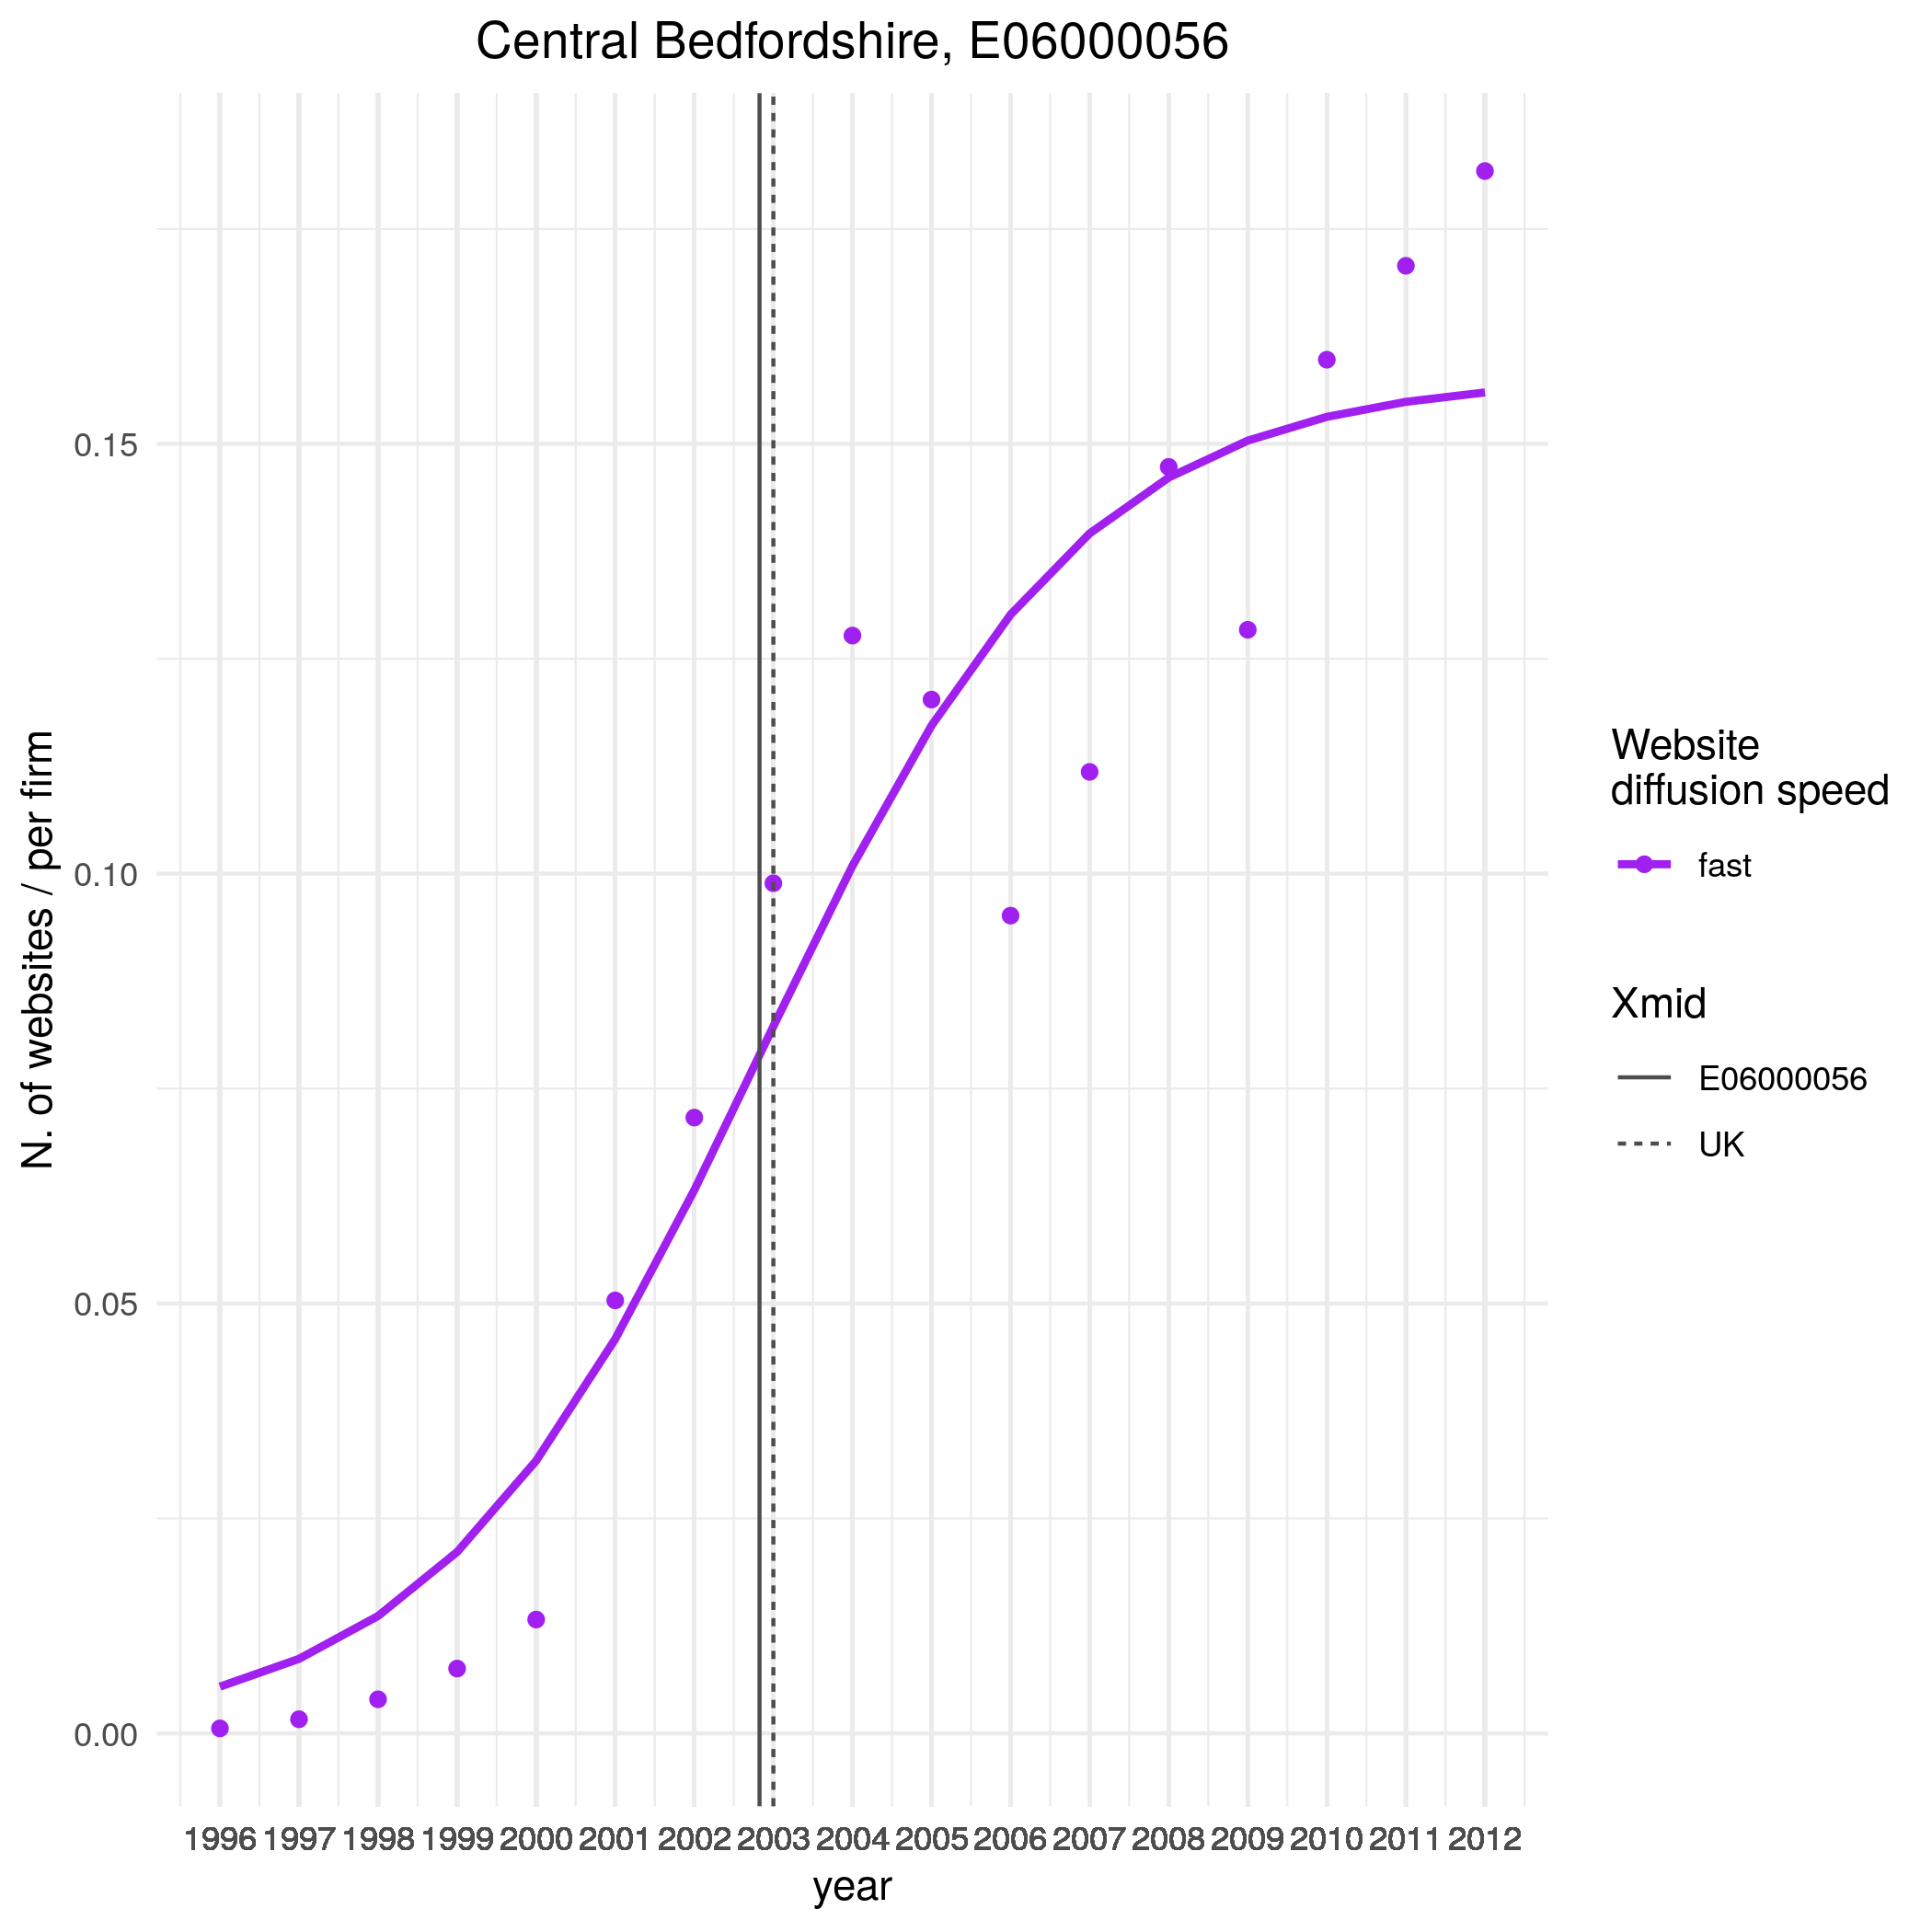 Central Bedfordshire, E06000056
N. of websites / per firm
0.15
0.10
0.05
0.00
1996 1997 1998 1999 2000 2001 2002 2003 2004 2005 2006 2007 2008 2009 2010 2011 2012
year
Website
diffusion speed
fast
Xmid
E06000056
UK